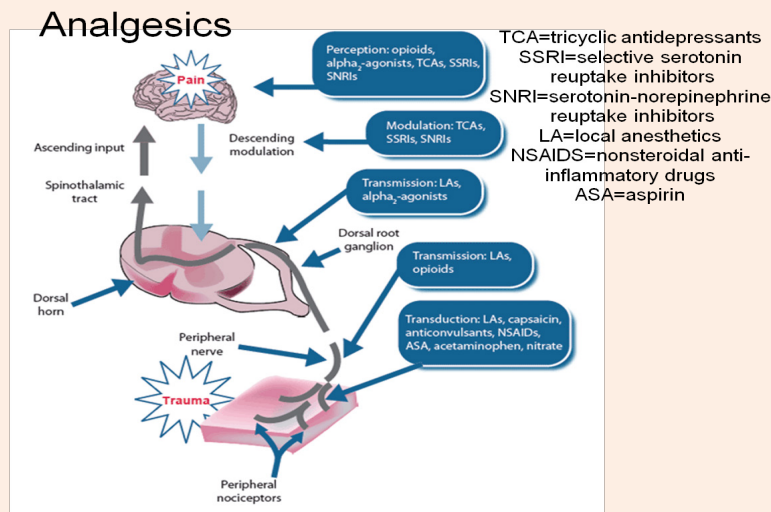 Analgesics
TCA=tricyclic antidepressants
SSRI=selective serotonin
reuptake inhibitors
SNRI=serotonin-norepinephrine
reuptake inhibitors
LA=local anesthetics
NSAIDS=nonsteroidal anti-
inflammatory drugs
ASA=aspirin
Perception: opioids,
alpha₂-agonists, TCAs, SSRIs,
SNRIs
Pain
Modulation: TCAs,
SSRIs, SNRIs
Descending
modulation
Ascending input
Spinothalamic
tract
Transmission: LAs,
alpha₂-agonists
Dorsal root
ganglion
Transmission: LAs,
opioids
Dorsal
horn
Transduction: LAs, capsaicin,
anticonvulsants, NSAIDs,
ASA, acetaminophen, nitrate
Peripheral
nerve
Trauma
Peripheral
nociceptors